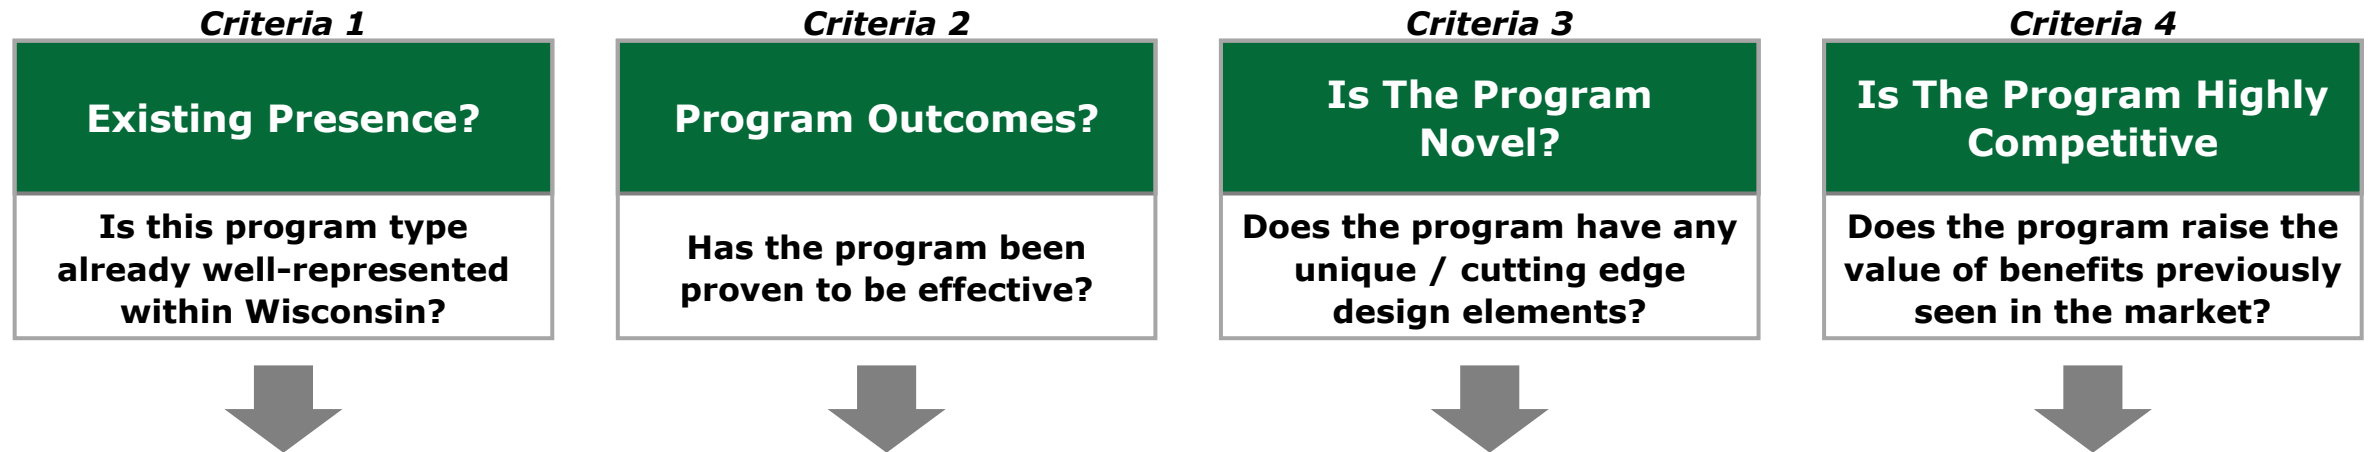 Criteria 1
Existing Presence?
Is this program type
already well-represented
within Wisconsin?
Criteria 2
Program Outcomes?
Has the program been
proven to be effective?
Criteria 3
Is The Program
Novel?
Does the program have any
unique / cutting edge
design elements?
Criteria 4
Is The Program Highly
Competitive
Does the program raise the
value of benefits previously
seen in the market?